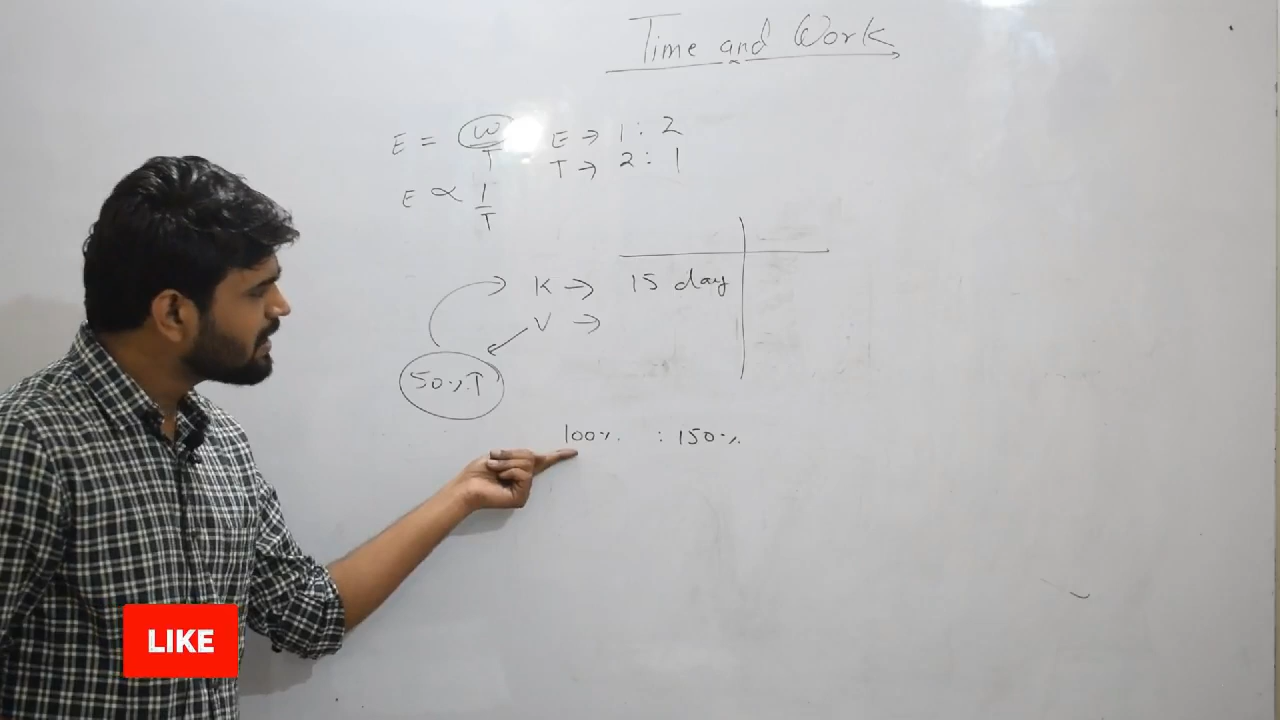 Time and Work
E = W/T E → 1 : 2
T → 2 : 1
E ∝ 1/T
K → 15 day
V →
50%↑
100% : 150%
LIKE